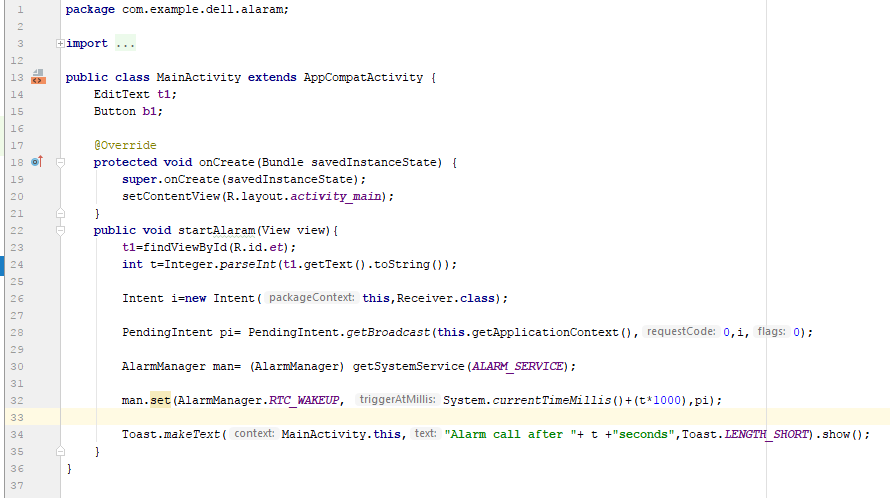 1 package com.example.dell.alaram;
2
3 import ...
12
13 public class MainActivity extends AppCompatActivity {
14 EditText t1;
15 Button b1;
16
17 @Override
18 protected void onCreate(Bundle savedInstanceState) {
19 super.onCreate(savedInstanceState);
20 setContentView(R.layout.activity_main);
21 }
22 public void startAlaram(View view){
23 t1=findViewById(R.id.et);
24 int t=Integer.parseInt(t1.getText().toString());
25
26 Intent i=new Intent( packageContext: this,Receiver.class);
27
28 PendingIntent pi= PendingIntent.getBroadcast(this.getApplicationContext(), requestCode: 0,i, flags: 0);
29
30 AlarmManager man= (AlarmManager) getSystemService(ALARM_SERVICE);
31
32 man.set(AlarmManager.RTC_WAKEUP, triggerAtMillis: System.currentTimeMillis()+(t*1000),pi);
33
34 Toast.makeText( context: MainActivity.this, text: "Alarm call after "+ t +"seconds",Toast.LENGTH_SHORT).show();
35 }
36 }
37